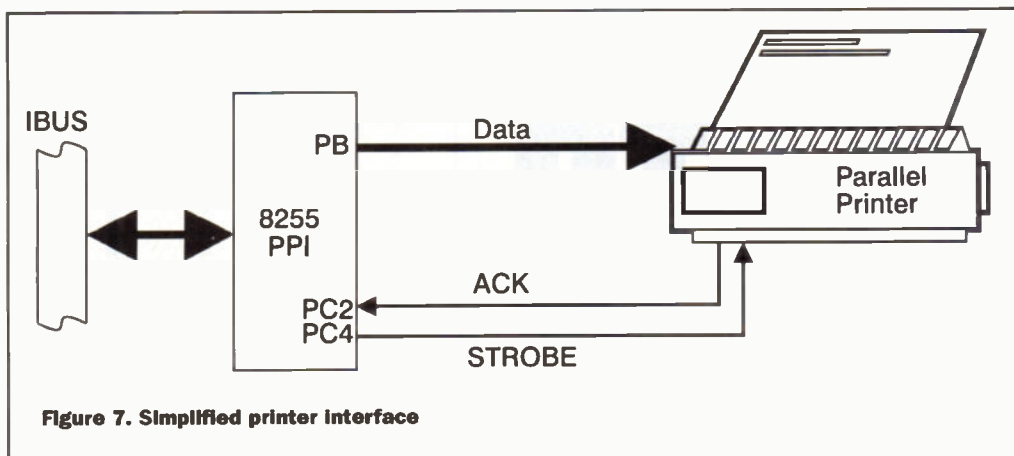 IBUS
PB
Data
8255
PPI
Parallel
Printer
ACK
PC2
PC4
STROBE
Figure 7. Simplified printer interface